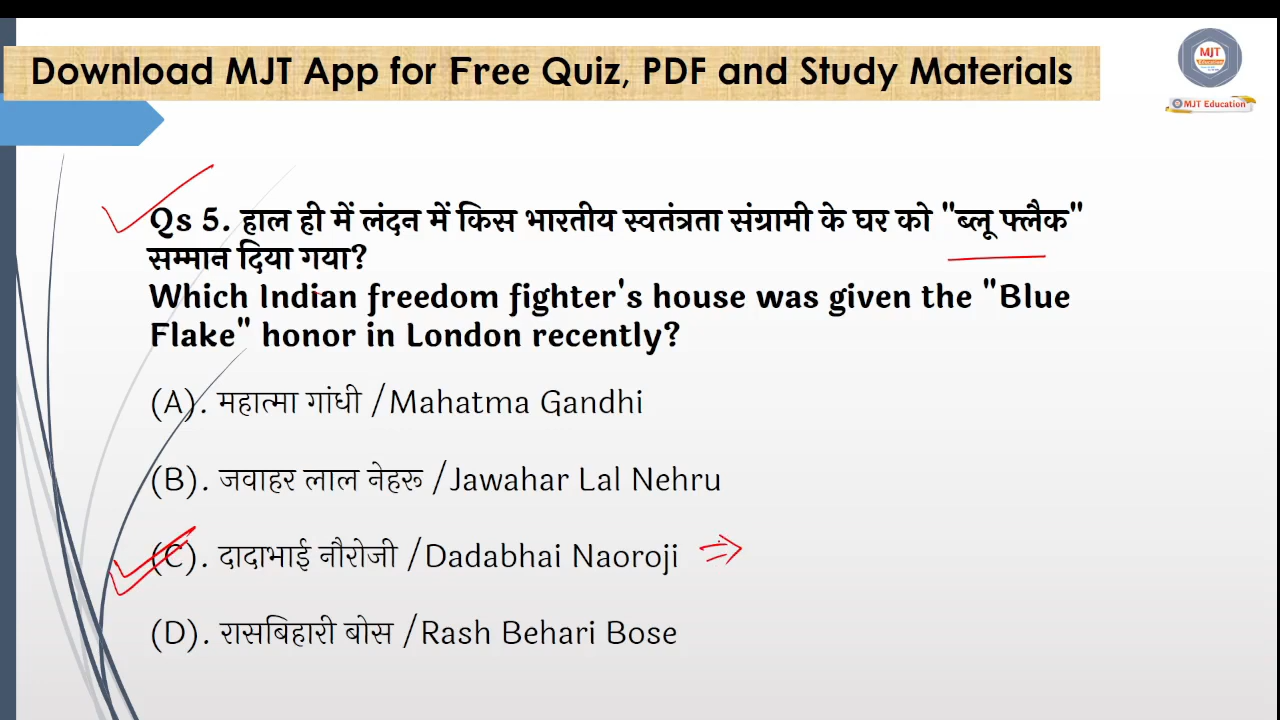 Download MJT App for Free Quiz, PDF and Study Materials
MJT
Education
MJT Education
Qs 5. हाल ही में लंदन में किस भारतीय स्वतंत्रता संग्रामी के घर को "ब्लू फ्लैक"
सम्मान दिया गया?
Which Indian freedom fighter's house was given the "Blue
Flake" honor in London recently?
(A). महात्मा गांधी /Mahatma Gandhi
(B). जवाहर लाल नेहरू /Jawahar Lal Nehru
(C). दादाभाई नौरोजी /Dadabhai Naoroji
(D). रासबिहारी बोस /Rash Behari Bose